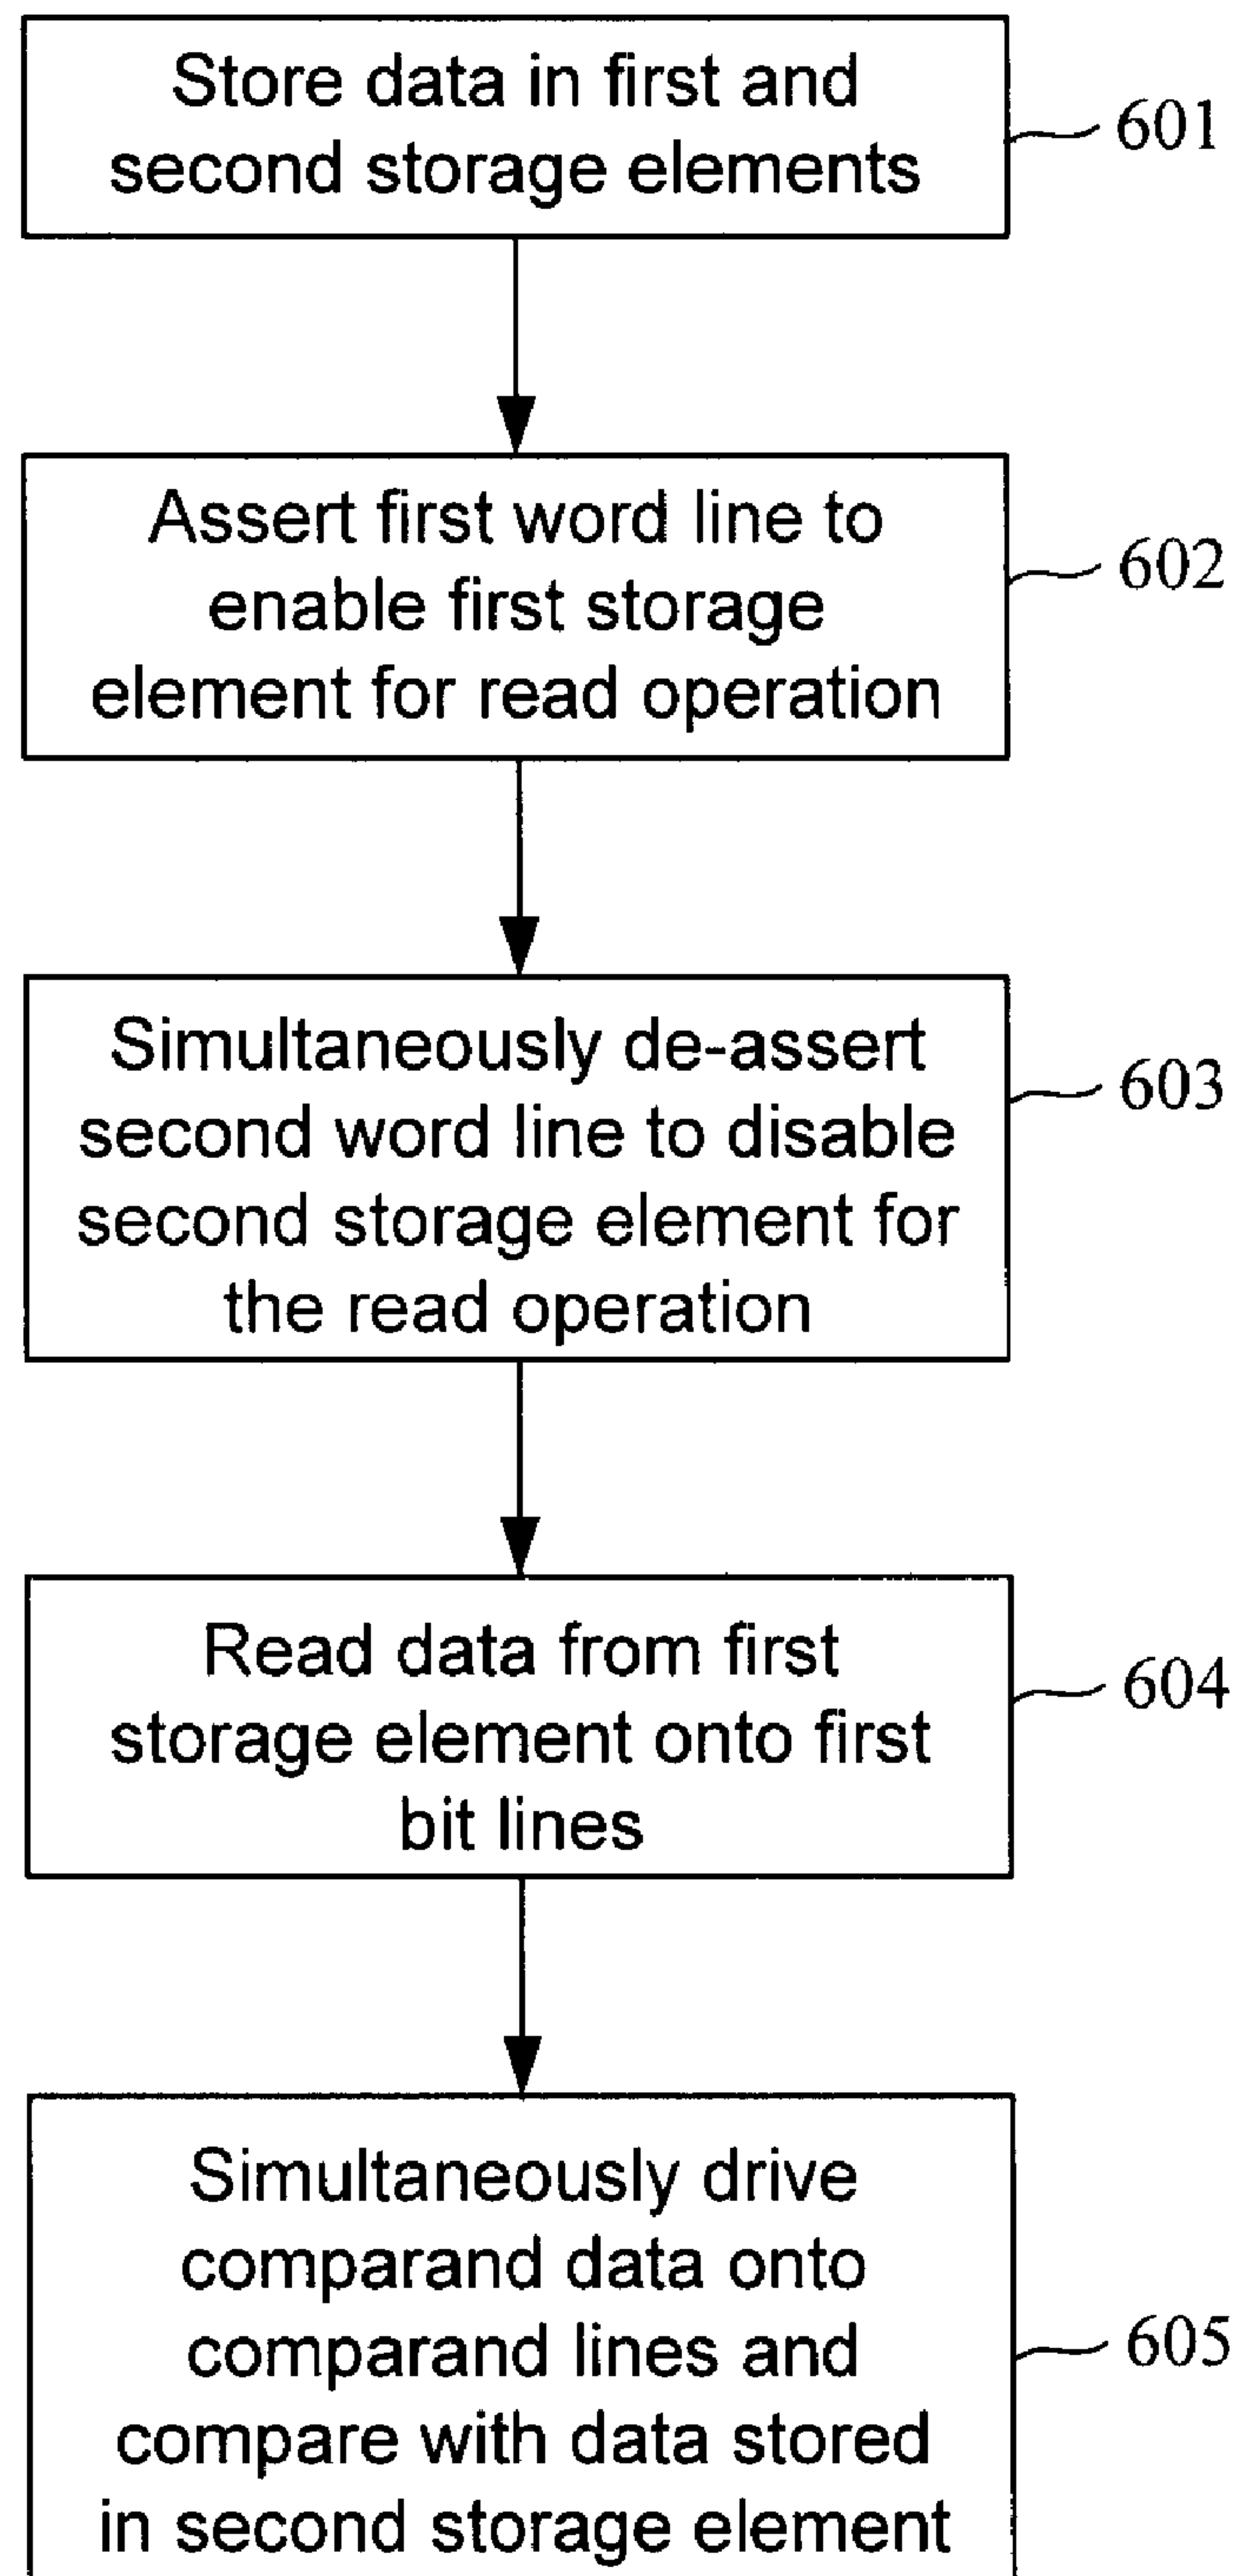 Store data in first and
second storage elements
601
Assert first word line to
enable first storage
element for read operation
602
Simultaneously de-assert
second word line to disable
second storage element for
the read operation
603
Read data from first
storage element onto first
bit lines
604
Simultaneously drive
comparand data onto
comparand lines and
compare with data stored
in second storage element
605